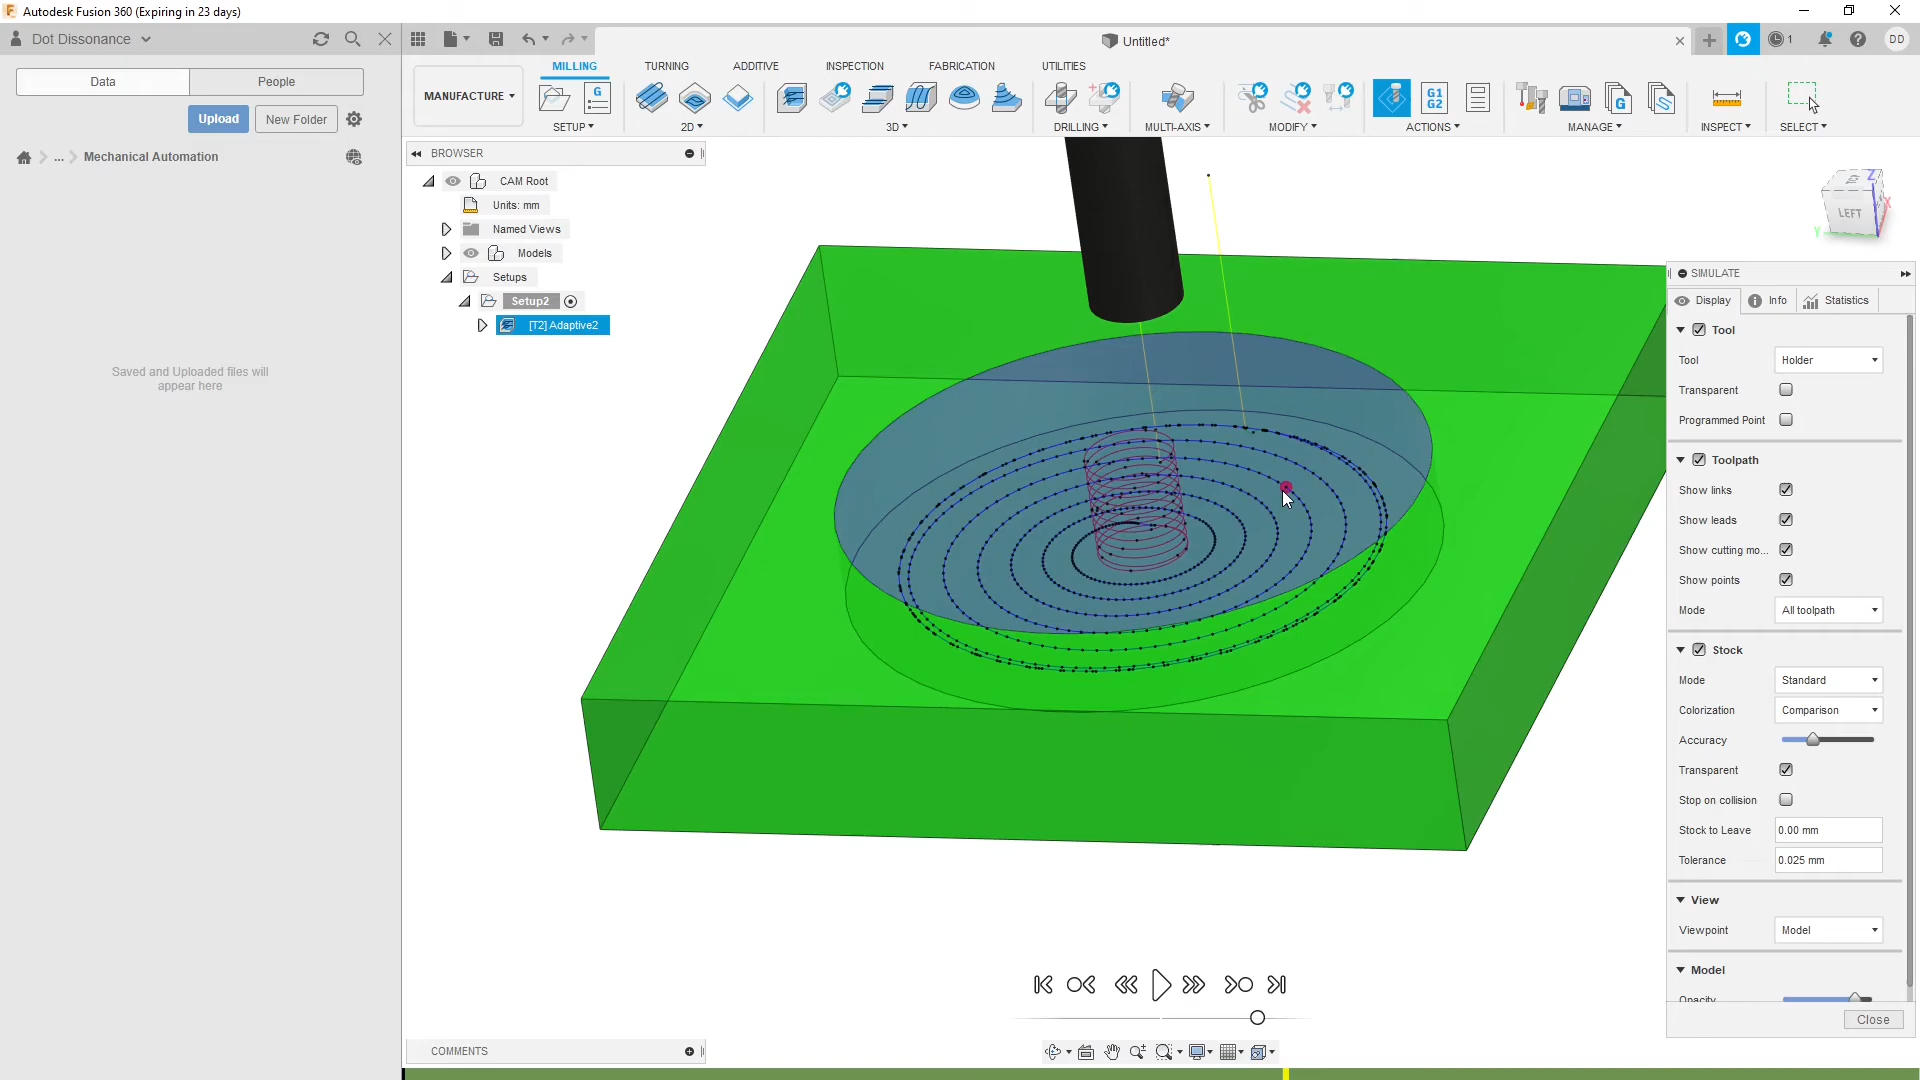 Autodesk Fusion 360 (Expiring in 23 days)
Dot Dissonance
Untitled*
1
DD
Data
People
Upload
New Folder
... Mechanical Automation
Saved and Uploaded files will
appear here
MANUFACTURE
MILLING
TURNING
ADDITIVE
INSPECTION
FABRICATION
UTILITIES
G
G1
G2
G
SETUP
2D
3D
DRILLING
MULTI-AXIS
MODIFY
ACTIONS
MANAGE
INSPECT
SELECT
BROWSER
CAM Root
Units: mm
Named Views
Models
Setups
Setup2
[T2] Adaptive2
Z
LEFT
X
Y
SIMULATE
Display
Info
Statistics
Tool
Tool
Holder
Transparent
Programmed Point
Toolpath
Show links
Show leads
Show cutting mo...
Show points
Mode
All toolpath
Stock
Mode
Standard
Colorization
Comparison
Accuracy
Transparent
Stop on collision
Stock to Leave
0.00 mm
Tolerance
0.025 mm
View
Viewpoint
Model
Model
Opacity
Close
COMMENTS